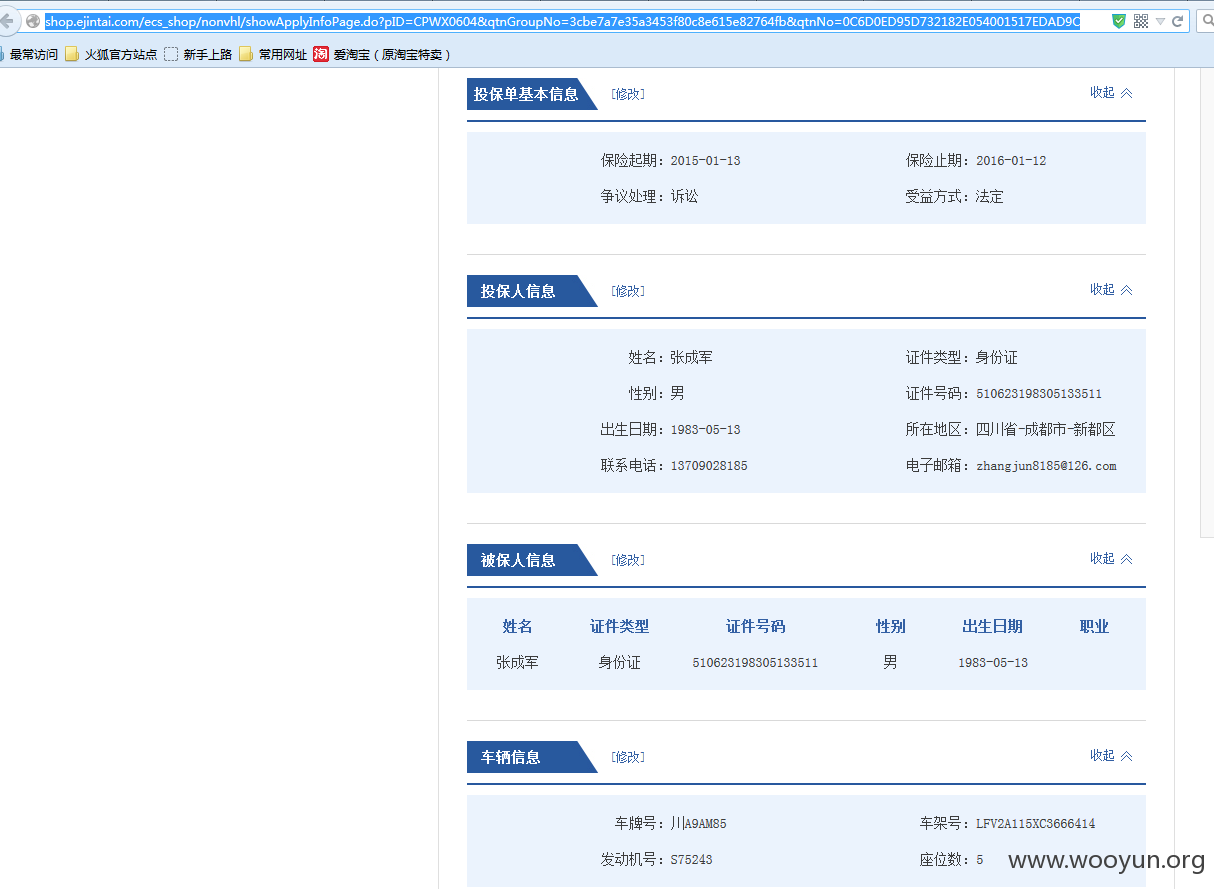 shop.ejintai.com/ecs_shop/nonvhl/showApplyInfoPage.do?pID=CPWX0604&qtnGroupNo=3cbe7a7e35a3453f80c8e615e82764fb&qtnNo=0C6D0ED95D732182E054001517EDAD9C
最常访问 火狐官方站点 新手上路 常用网址 淘 爱淘宝（原淘宝特卖）
投保单基本信息 [修改] 收起
保险起期：2015-01-13 保险止期：2016-01-12
争议处理：诉讼 受益方式：法定
投保人信息 [修改] 收起
姓名：张成军 证件类型：身份证
性别：男 证件号码：510623198305133511
出生日期：1983-05-13 所在地区：四川省-成都市-新都区
联系电话：13709028185 电子邮箱：zhangjun8185@126.com
被保人信息 [修改] 收起
姓名 证件类型 证件号码 性别 出生日期 职业
张成军 身份证 510623198305133511 男 1983-05-13
车辆信息 [修改] 收起
车牌号：川A9AM85 车架号：LFV2A115XC3666414
发动机号：S75243 座位数：5
www.wooyun.org